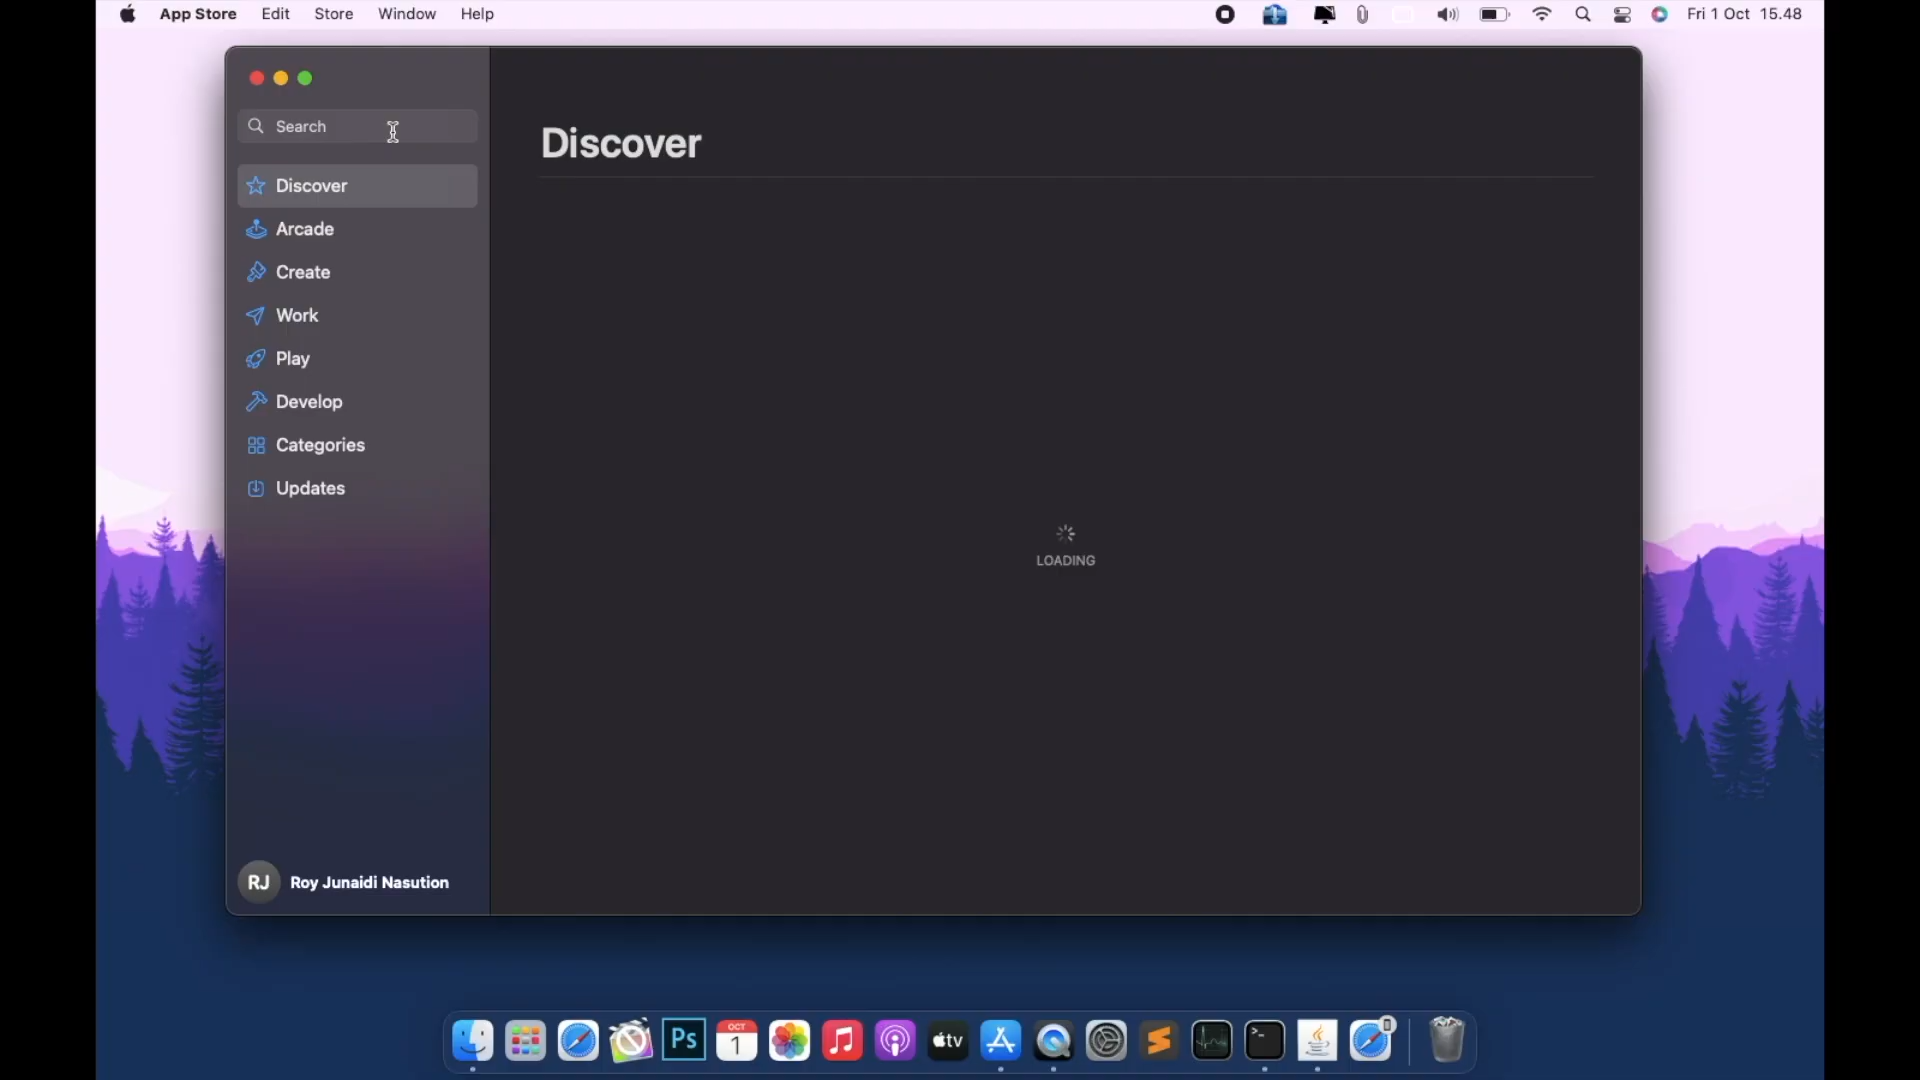 App Store Edit Store Window Help Fri 1 Oct 15.48
Search
Discover
Discover
Arcade
Create
Work
Play
Develop
Categories
Updates
LOADING
RJ Roy Junaidi Nasution
Ps OCT 1 tv >_